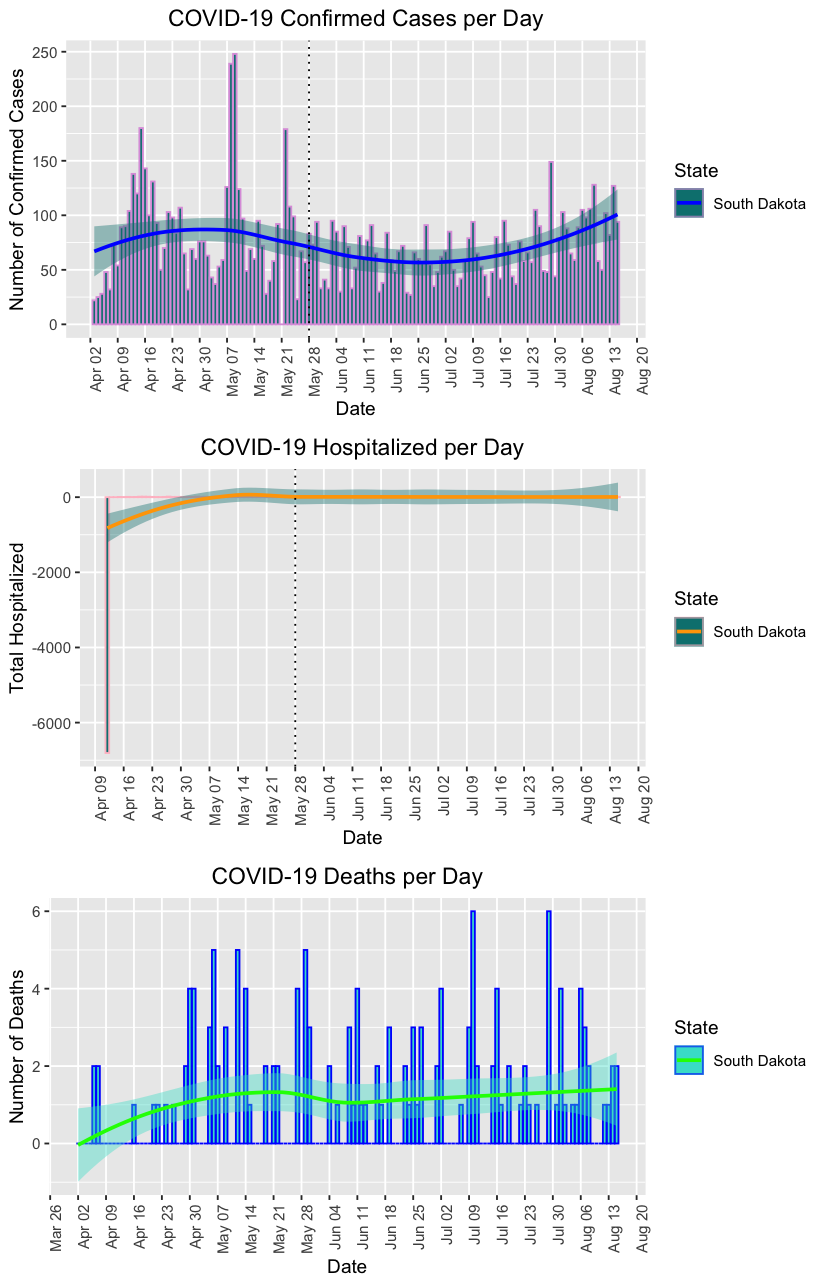 COVID-19 Confirmed Cases per Day
Number of Confirmed Cases
250
200
150
100
50
0
Apr 02
Apr 09
Apr 16
Apr 23
Apr 30
May 07
May 14
May 21
May 28
Jun 04
Jun 11
Jun 18
Jun 25
Jul 02
Jul 09
Jul 16
Jul 23
Jul 30
Aug 06
Aug 13
Aug 20
Date
State
South Dakota
COVID-19 Hospitalized per Day
Total Hospitalized
0
-2000
-4000
-6000
Apr 09
Apr 16
Apr 23
Apr 30
May 07
May 14
May 21
May 28
Jun 04
Jun 11
Jun 18
Jun 25
Jul 02
Jul 09
Jul 16
Jul 23
Jul 30
Aug 06
Aug 13
Aug 20
Date
State
South Dakota
COVID-19 Deaths per Day
Number of Deaths
6
4
2
0
Mar 26
Apr 02
Apr 09
Apr 16
Apr 23
Apr 30
May 07
May 14
May 21
May 28
Jun 04
Jun 11
Jun 18
Jun 25
Jul 02
Jul 09
Jul 16
Jul 23
Jul 30
Aug 06
Aug 13
Aug 20
Date
State
South Dakota